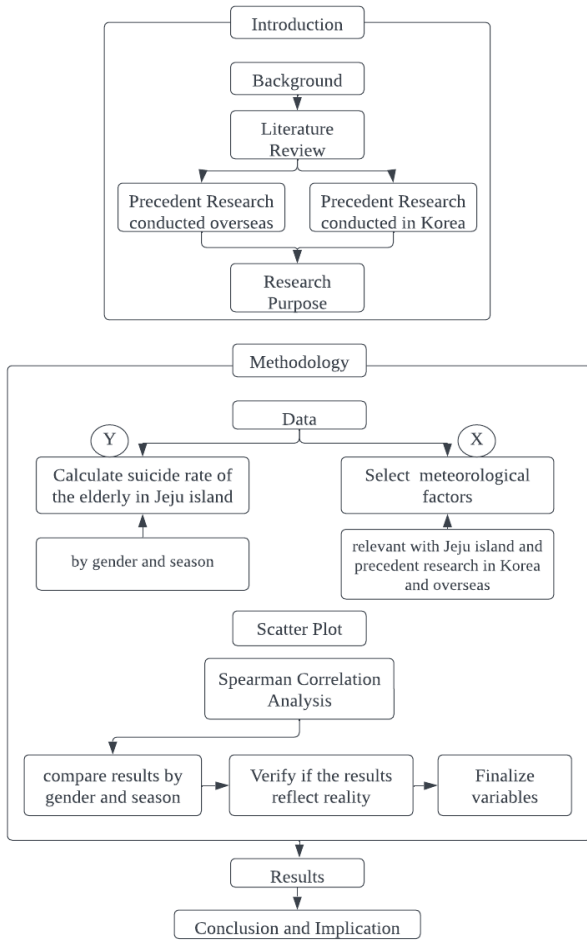 Introduction
Background
Literature
Review
Precedent Research
conducted overseas
Precedent Research
conducted in Korea
Research
Purpose
Methodology
Data
Y
X
Calculate suicide rate of
the elderly in Jeju island
Select meteorological
factors
by gender and season
relevant with Jeju island and
precedent research in Korea
and overseas
Scatter Plot
Spearman Correlation
Analysis
compare results by
gender and season
Verify if the results
reflect reality
Finalize
variables
Results
Conclusion and Implication